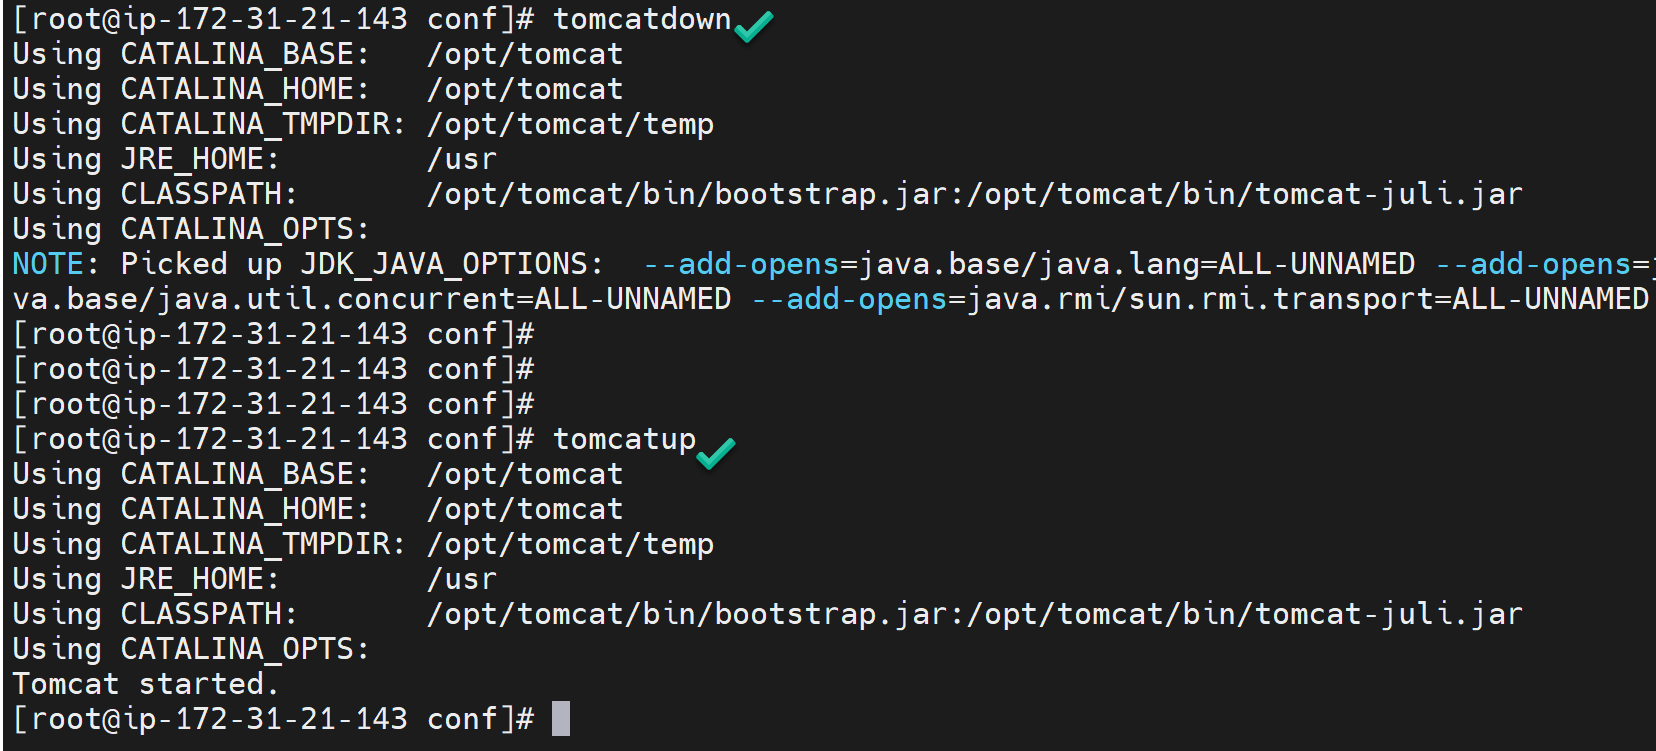 [root@ip-172-31-21-143 conf]# tomcatdown
Using CATALINA_BASE:   /opt/tomcat
Using CATALINA_HOME:   /opt/tomcat
Using CATALINA_TMPDIR: /opt/tomcat/temp
Using JRE_HOME:        /usr
Using CLASSPATH:       /opt/tomcat/bin/bootstrap.jar:/opt/tomcat/bin/tomcat-juli.jar
Using CATALINA_OPTS:
NOTE: Picked up JDK_JAVA_OPTIONS:  --add-opens=java.base/java.lang=ALL-UNNAMED --add-opens=j
va.base/java.util.concurrent=ALL-UNNAMED --add-opens=java.rmi/sun.rmi.transport=ALL-UNNAMED
[root@ip-172-31-21-143 conf]#
[root@ip-172-31-21-143 conf]#
[root@ip-172-31-21-143 conf]#
[root@ip-172-31-21-143 conf]# tomcatup
Using CATALINA_BASE:   /opt/tomcat
Using CATALINA_HOME:   /opt/tomcat
Using CATALINA_TMPDIR: /opt/tomcat/temp
Using JRE_HOME:        /usr
Using CLASSPATH:       /opt/tomcat/bin/bootstrap.jar:/opt/tomcat/bin/tomcat-juli.jar
Using CATALINA_OPTS:
Tomcat started.
[root@ip-172-31-21-143 conf]#